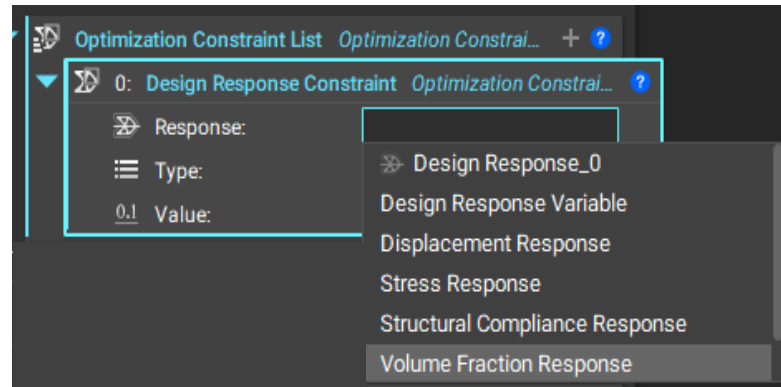 Optimization Constraint List Optimization Constrai... + ?
0: Design Response Constraint Optimization Constrai... ?
Response:
Design Response_0
Type:
Design Response Variable
0.1 Value:
Displacement Response
Stress Response
Structural Compliance Response
Volume Fraction Response